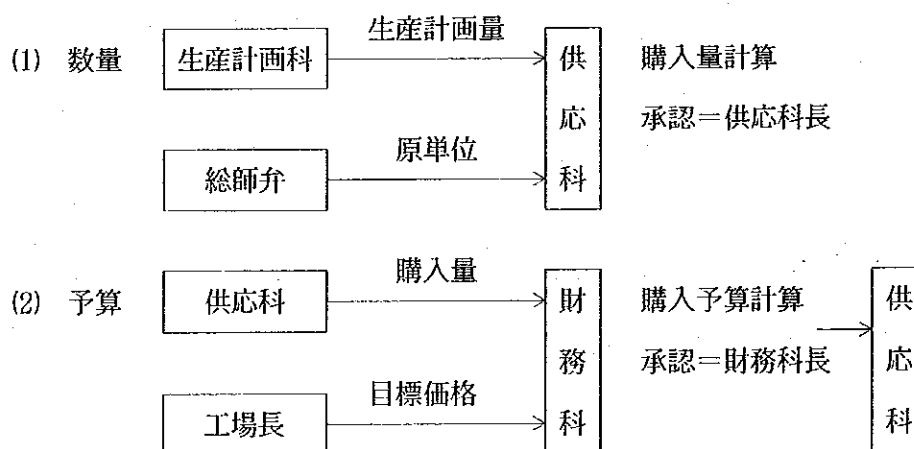 生産計画量
(1) 数量 生産計画科 供応科 購入量計算
承認=供応科長
原単位
総師弁
購入量
(2) 予算 供応科 財務科 購入予算計算 供応科
承認=財務科長
目標価格
工場長